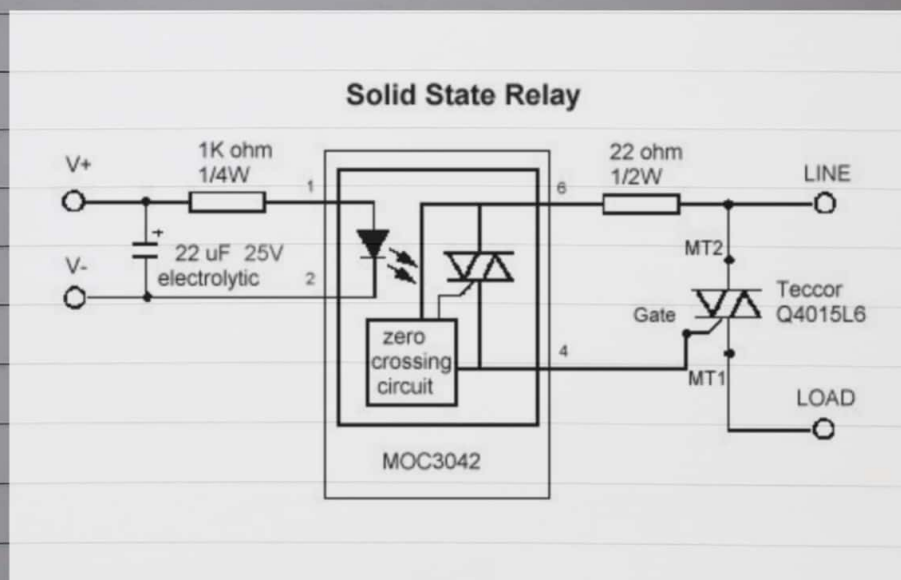 Solid State Relay
V+
1K ohm
1/4W
1
6
22 ohm
1/2W
LINE
+
22 uF 25V
electrolytic
V-
2
MT2
Teccor
Q4015L6
Gate
zero
crossing
circuit
4
MT1
LOAD
MOC3042